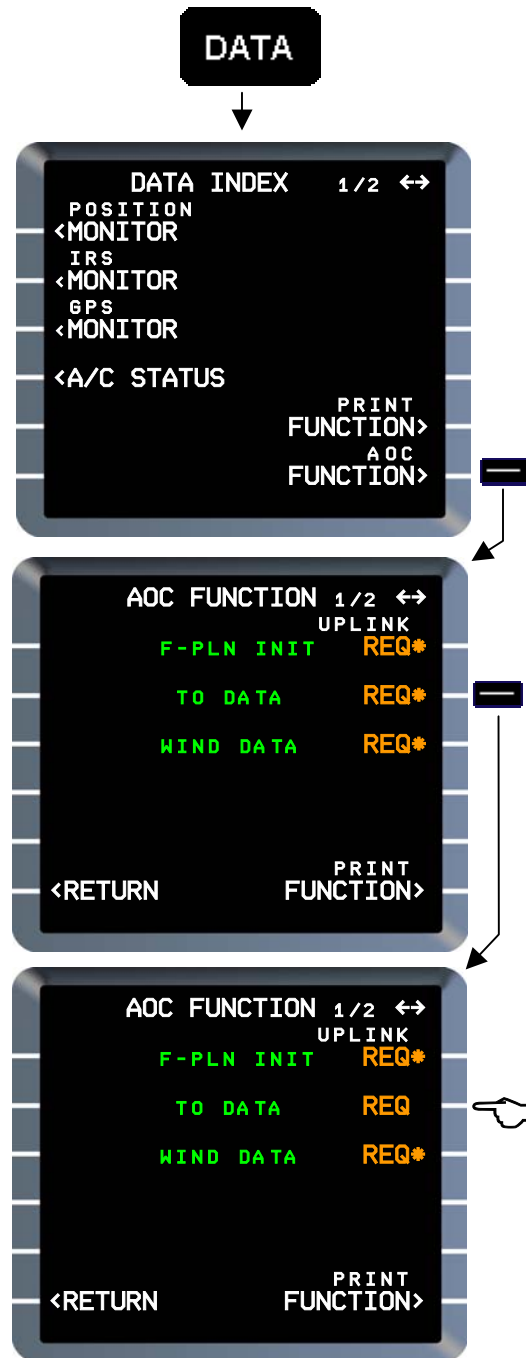 DATA
DATA INDEX 1/2 ←→
POSITION
<MONITOR
IRS
<MONITOR
GPS
<MONITOR
<A/C STATUS
PRINT
FUNCTION>
AOC
FUNCTION>
AOC FUNCTION 1/2 ←→
UPLINK
F-PLN INIT REQ*
TO DATA REQ*
WIND DATA REQ*
PRINT
<RETURN FUNCTION>
AOC FUNCTION 1/2 ←→
UPLINK
F-PLN INIT REQ*
TO DATA REQ
WIND DATA REQ*
PRINT
<RETURN FUNCTION>